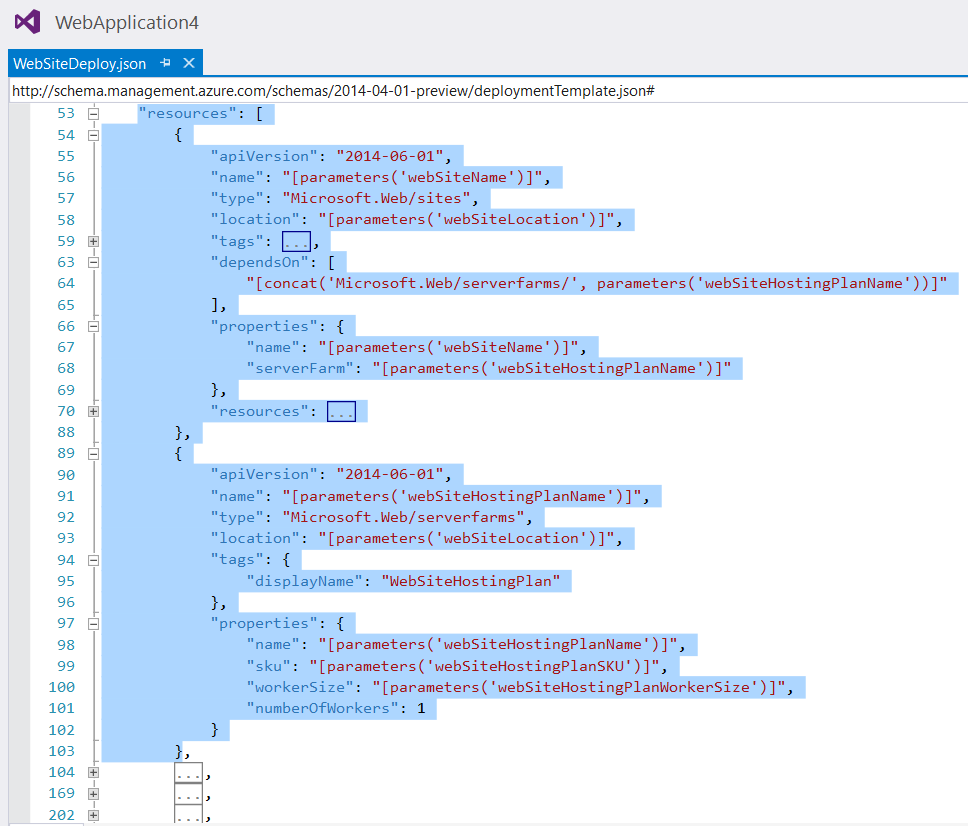 WebApplication4
WebSiteDeploy.json
http://schema.management.azure.com/schemas/2014-04-01-preview/deploymentTemplate.json#
53 "resources": [
54 {
55 "apiVersion": "2014-06-01",
56 "name": "[parameters('webSiteName')]",
57 "type": "Microsoft.Web/sites",
58 "location": "[parameters('webSiteLocation')]",
59 "tags": ...,
63 "dependsOn": [
64 "[concat('Microsoft.Web/serverfarms/', parameters('webSiteHostingPlanName'))]"
65 ],
66 "properties": {
67 "name": "[parameters('webSiteName')]",
68 "serverFarm": "[parameters('webSiteHostingPlanName')]"
69 },
70 "resources": ...
88 },
89 {
90 "apiVersion": "2014-06-01",
91 "name": "[parameters('webSiteHostingPlanName')]",
92 "type": "Microsoft.Web/serverfarms",
93 "location": "[parameters('webSiteLocation')]",
94 "tags": {
95 "displayName": "WebSiteHostingPlan"
96 },
97 "properties": {
98 "name": "[parameters('webSiteHostingPlanName')]",
99 "sku": "[parameters('webSiteHostingPlanSKU')]",
100 "workerSize": "[parameters('webSiteHostingPlanWorkerSize')]",
101 "numberOfWorkers": 1
102 }
103 },
104 ...,
169 ...,
202 ...,